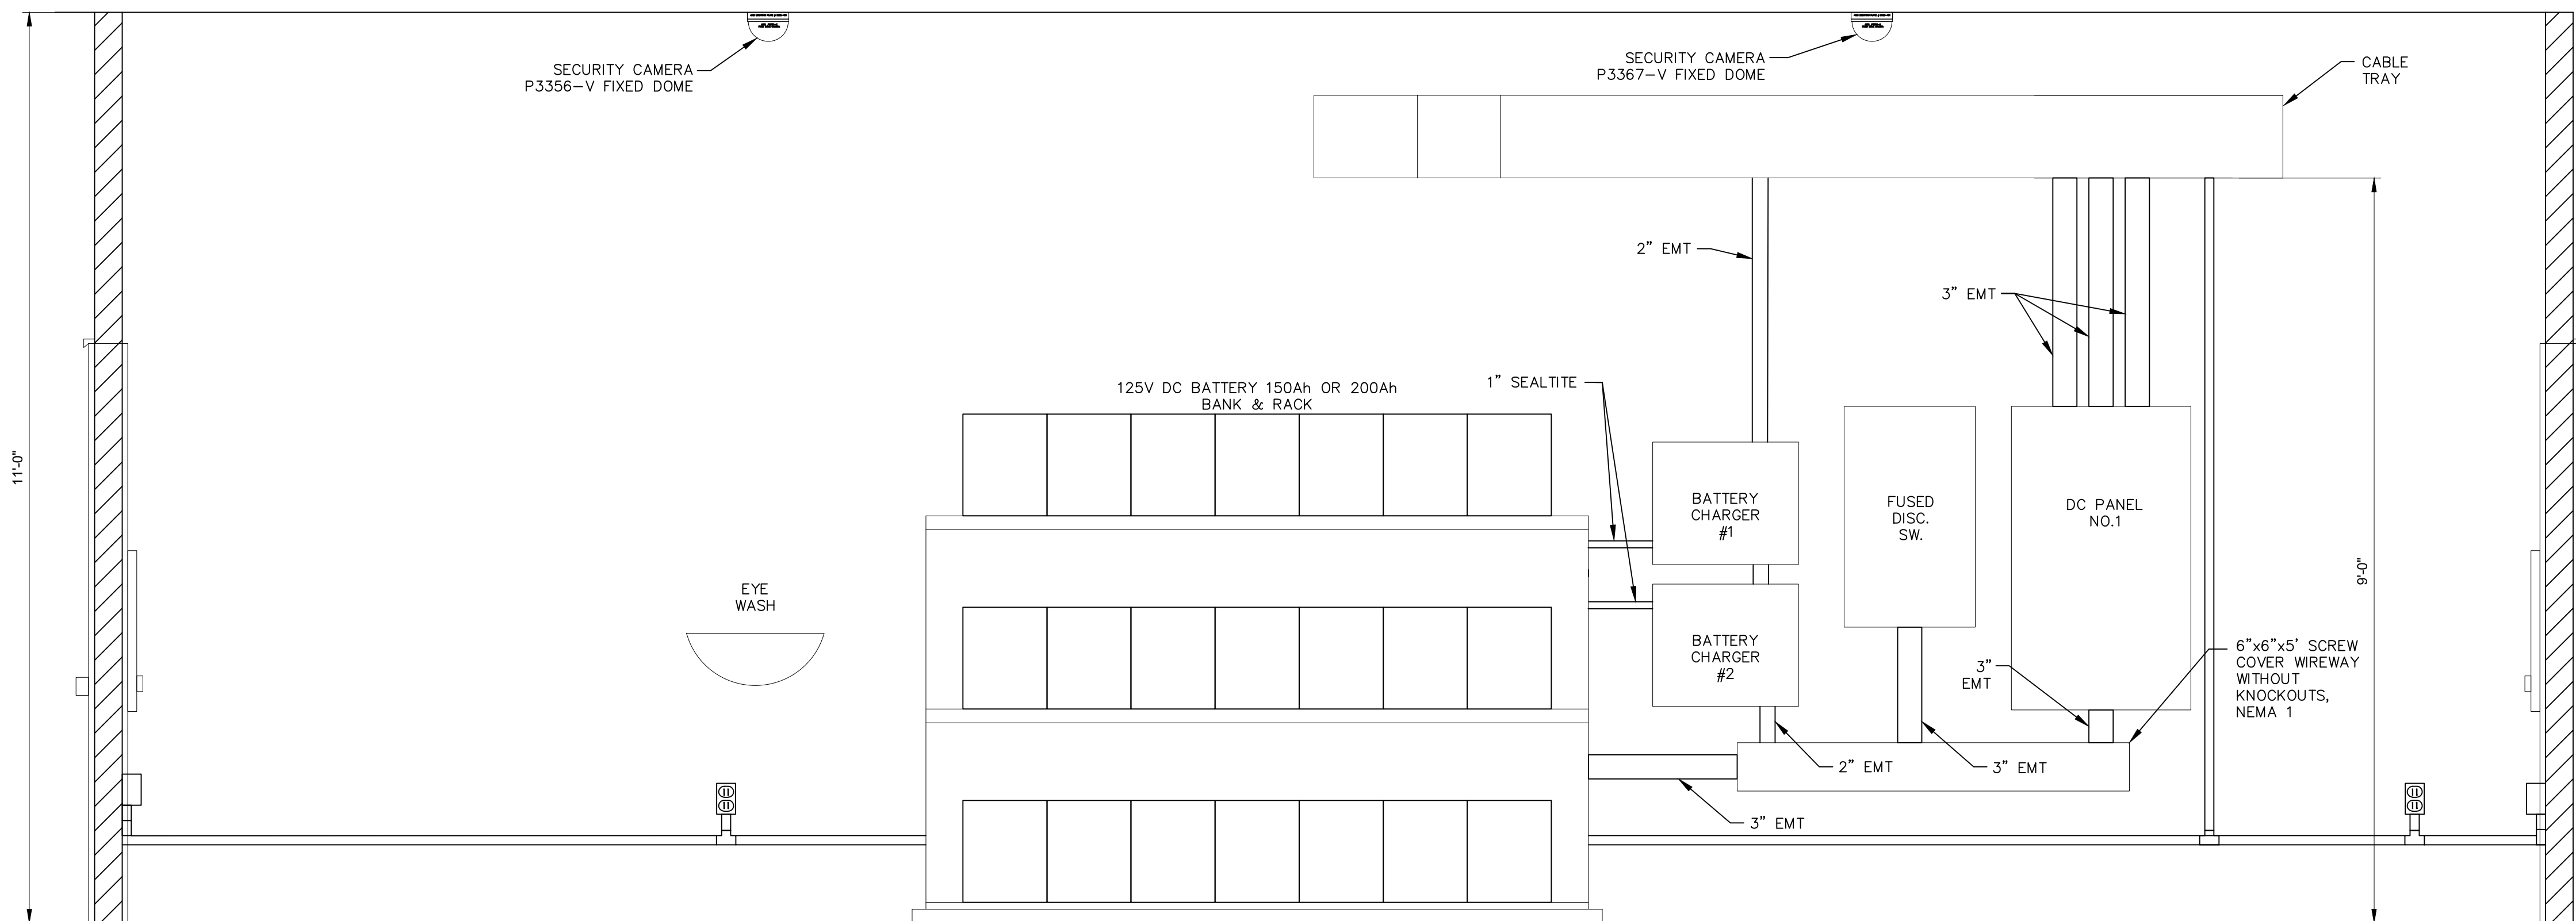 SECURITY CAMERA
P3356-V FIXED DOME
SECURITY CAMERA
P3367-V FIXED DOME
CABLE
TRAY
2" EMT
3" EMT
125V DC BATTERY 150Ah OR 200Ah
BANK & RACK
1" SEALTITE
11'-0"
BATTERY
CHARGER
#1
FUSED
DISC.
SW.
DC PANEL
NO.1
9'-0"
EYE
WASH
BATTERY
CHARGER
#2
3"
EMT
6"x6"x5' SCREW
COVER WIREWAY
WITHOUT
KNOCKOUTS,
NEMA 1
2" EMT
3" EMT
3" EMT